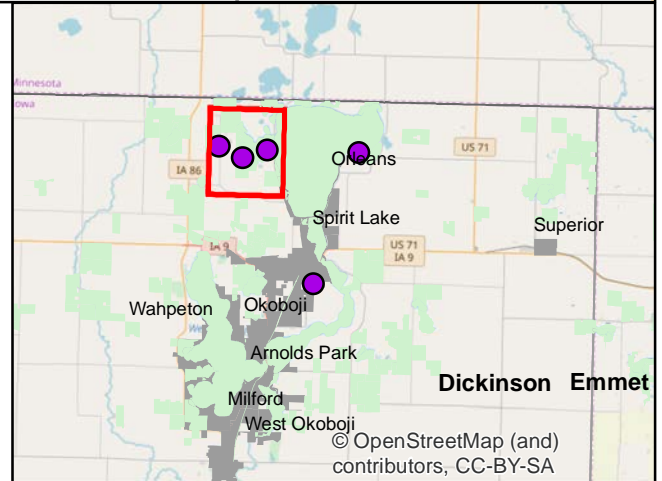 Minnesota
Iowa
US 71
IA 86
Orleans
Spirit Lake
Superior
IA 9
US 71
IA 9
Wahpeton
Okoboji
Arnolds Park
Dickinson Emmet
Milford
West Okoboji
© OpenStreetMap (and)
contributors, CC-BY-SA